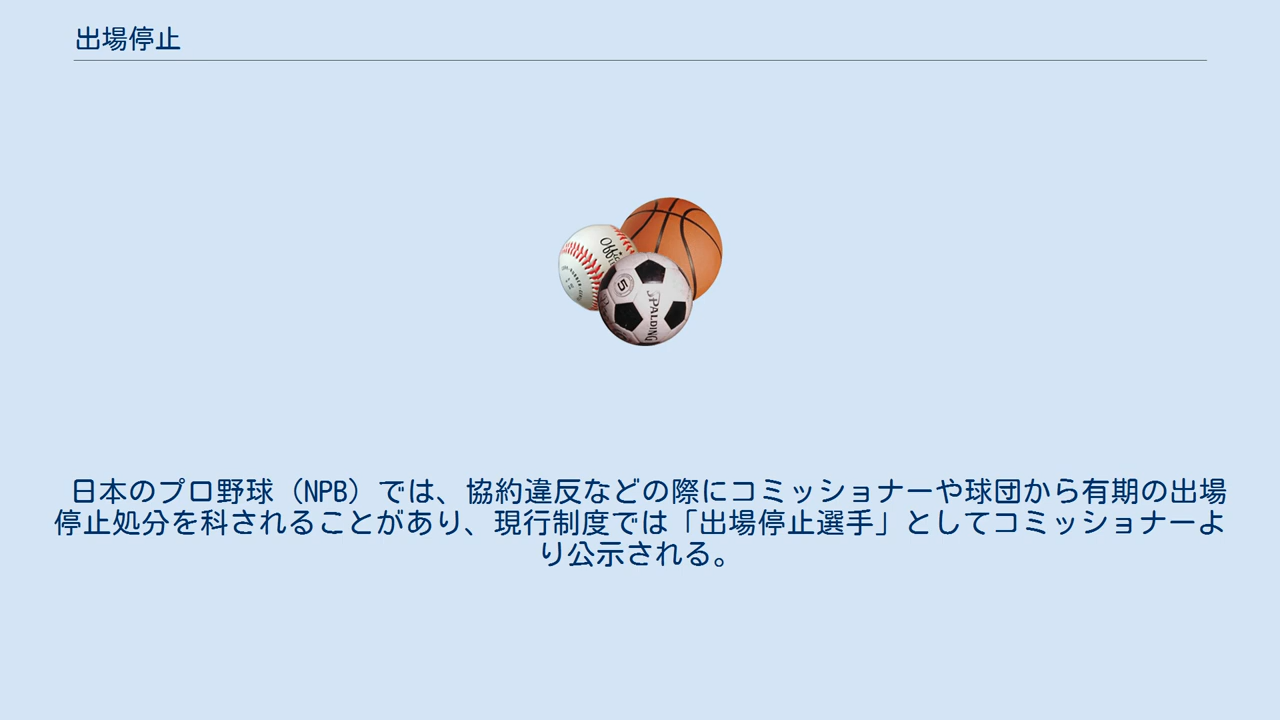 出場停止
Offic
5
SPALDING
日本のプロ野球（NPB）では、協約違反などの際にコミッショナーや球団から有期の出場
停止処分を科されることがあり、現行制度では「出場停止選手」としてコミッショナーよ
り公示される。